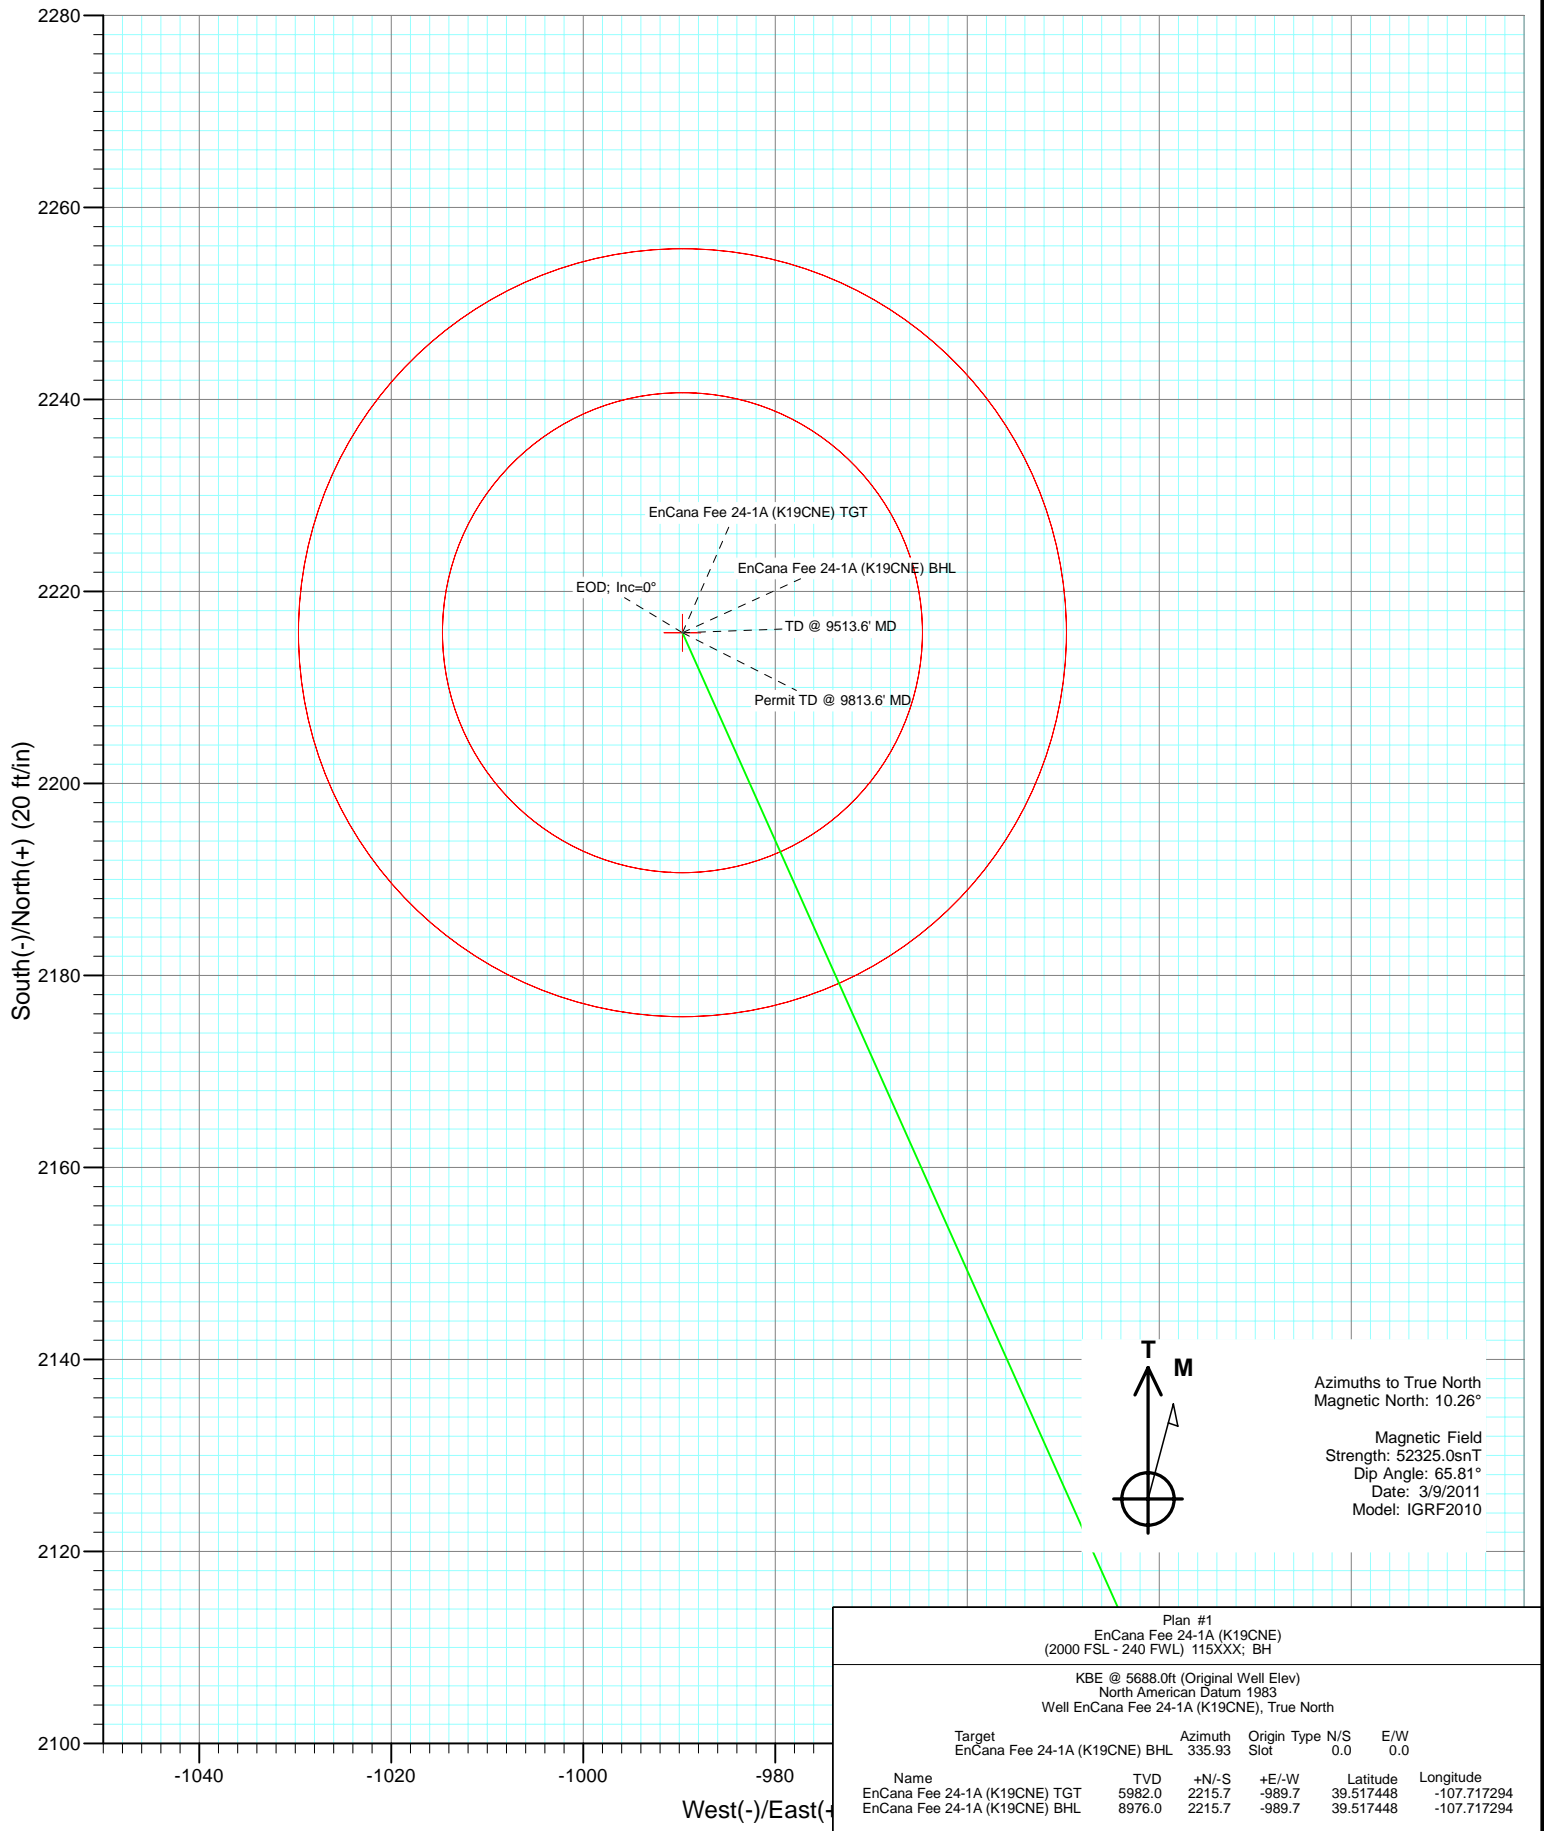 2280
2260
2240
2220
2200
2180
2160
2140
2120
2100
South(-)/North(+) (20 ft/in)
EnCana Fee 24-1A (K19CNE) TGT
EnCana Fee 24-1A (K19CNE) BHL
EOD; Inc=0°
TD @ 9513.6' MD
Permit TD @ 9813.6' MD
T
M
Azimuths to True North
Magnetic North: 10.26°
Magnetic Field
Strength: 52325.0snT
Dip Angle: 65.81°
Date: 3/9/2011
Model: IGRF2010
-1040
-1020
-1000
-980
West(-)/East(+
Plan #1
EnCana Fee 24-1A (K19CNE)
(2000 FSL - 240 FWL) 115XXX; BH
KBE @ 5688.0ft (Original Well Elev)
North American Datum 1983
Well EnCana Fee 24-1A (K19CNE), True North
Target Azimuth Origin Type N/S E/W
EnCana Fee 24-1A (K19CNE) BHL 335.93 Slot 0.0 0.0
Name TVD +N/-S +E/-W Latitude Longitude
EnCana Fee 24-1A (K19CNE) TGT 5982.0 2215.7 -989.7 39.517448 -107.717294
EnCana Fee 24-1A (K19CNE) BHL 8976.0 2215.7 -989.7 39.517448 -107.717294